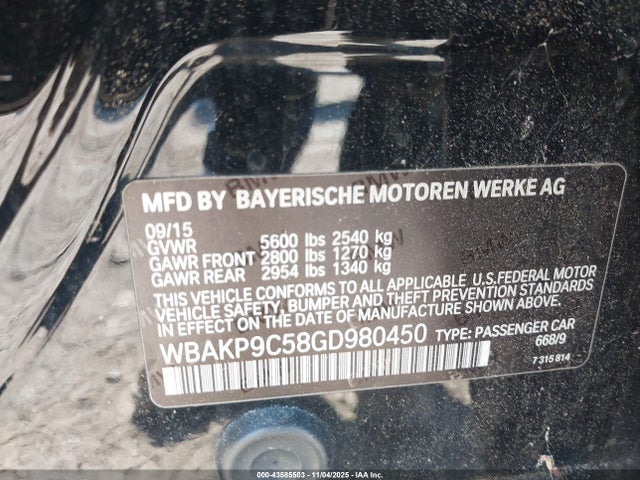 MFD BY BAYERISCHE MOTOREN WERKE AG
09/15
GVWR 5600 lbs 2540 kg
GAWR FRONT 2800 lbs 1270 kg
GAWR REAR 2954 lbs 1340 kg
THIS VEHICLE CONFORMS TO ALL APPLICABLE U.S.FEDERAL MOTOR
VEHICLE SAFETY, BUMPER AND THEFT PREVENTION STANDARDS
IN EFFECT ON THE DATE OF MANUFACTURE SHOWN ABOVE.
WBAKP9C58GD980450 TYPE: PASSENGER CAR
668/9
7 315 814
000-43585503 - 11/04/2025 - IAA Inc.